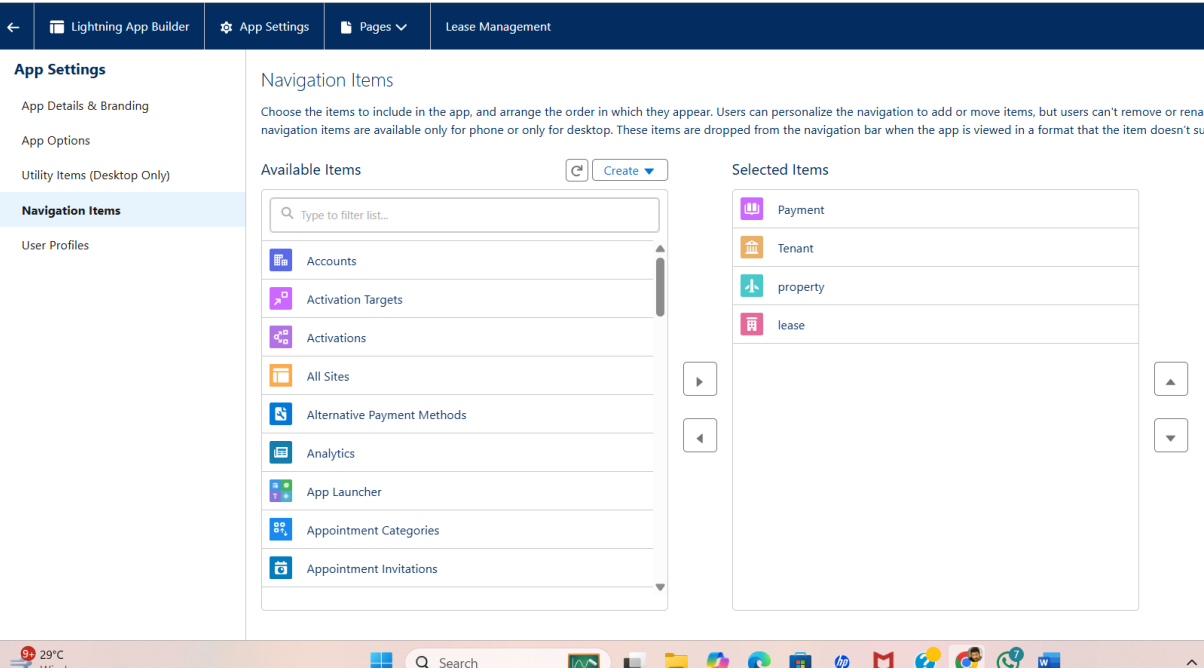 Lightning App Builder
App Settings
Pages
Lease Management
App Settings
App Details & Branding
App Options
Utility Items (Desktop Only)
Navigation Items
User Profiles
Navigation Items
Choose the items to include in the app, and arrange the order in which they appear. Users can personalize the navigation to add or move items, but users can't remove or rena
navigation items are available only for phone or only for desktop. These items are dropped from the navigation bar when the app is viewed in a format that the item doesn't su
Available Items
Create
Type to filter list...
Accounts
Activation Targets
Activations
All Sites
Alternative Payment Methods
Analytics
App Launcher
Appointment Categories
Appointment Invitations
Selected Items
Payment
Tenant
property
lease
9+
29°C
Search
hp
7
W